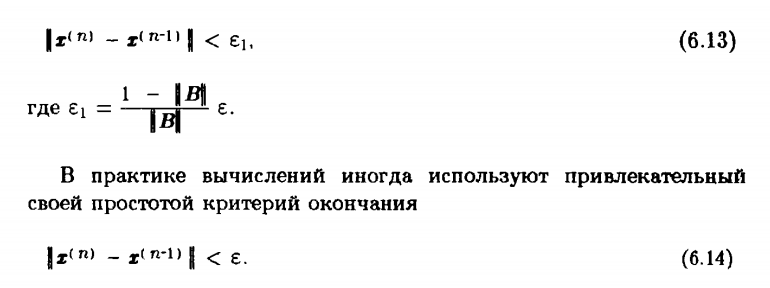 ‖x⁽ⁿ⁾ − x⁽ⁿ⁻¹⁾‖ < ε₁, (6.13)
где ε₁ = (1 − ‖B‖)/‖B‖ ε.
В практике вычислений иногда используют привлекательный
своей простотой критерий окончания
‖x⁽ⁿ⁾ − x⁽ⁿ⁻¹⁾‖ < ε. (6.14)